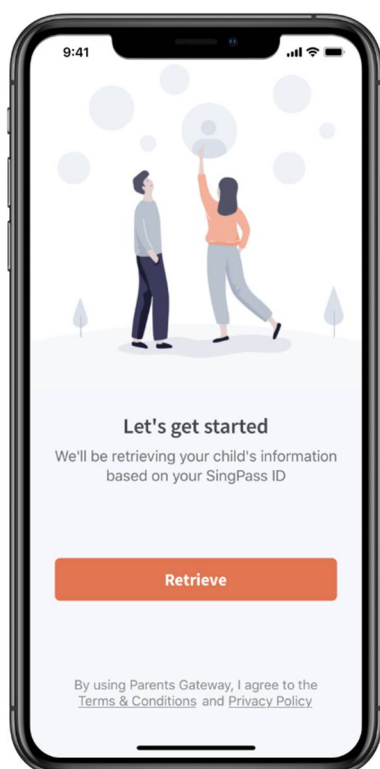 9:41
Let's get started
We'll be retrieving your child's information
based on your SingPass ID
Retrieve
By using Parents Gateway, I agree to the
Terms & Conditions and Privacy Policy